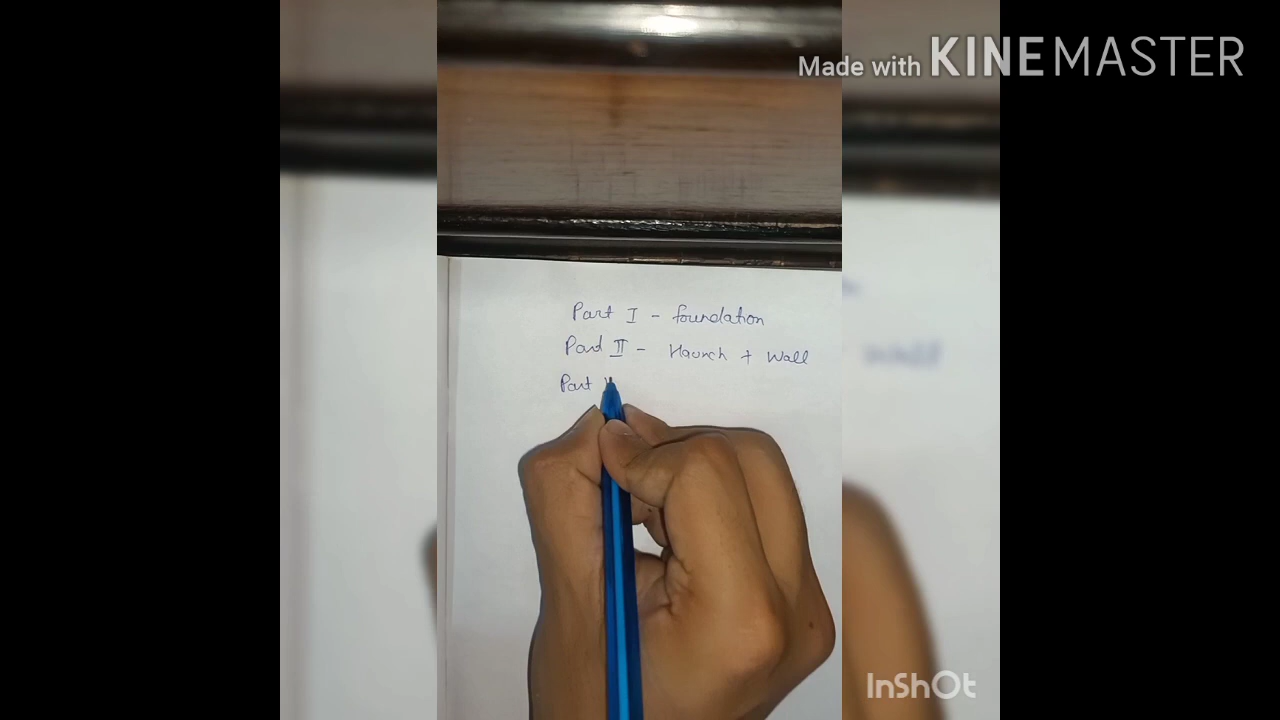 Made with KINEMASTER
Part I - foundation
Part II - Haunch + Wall
Part
InShOt